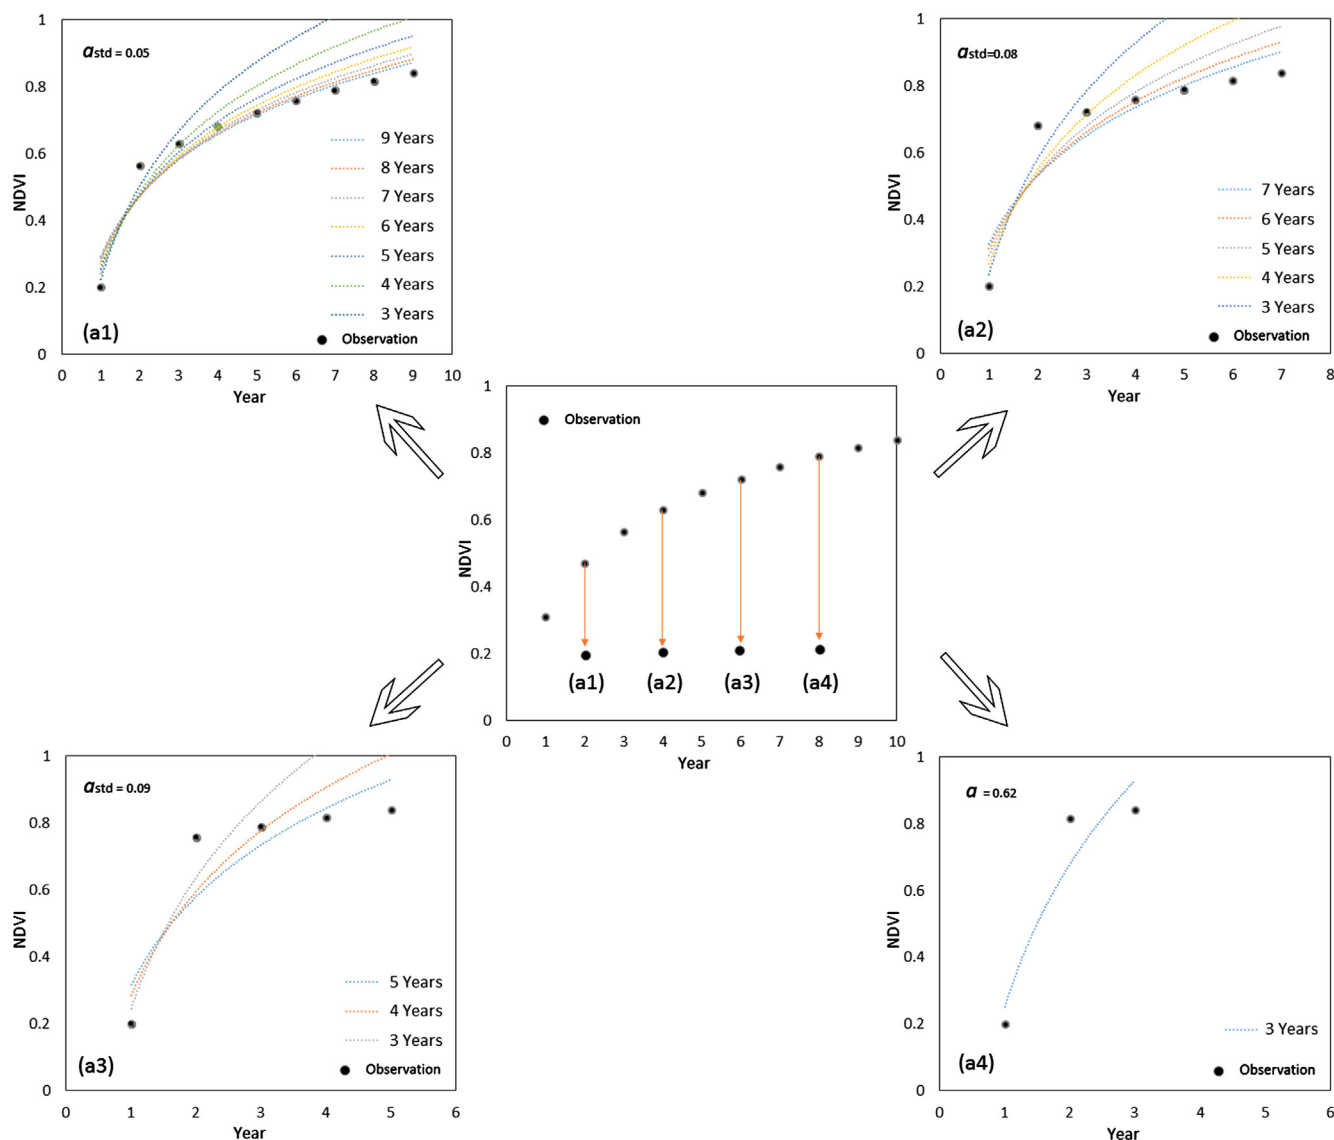 1
0.8
0.6
0.4
0.2
0
NDVI
αstd = 0.05
9 Years
8 Years
7 Years
6 Years
5 Years
4 Years
3 Years
Observation
(a1)
0 1 2 3 4 5 6 7 8 9 10
Year
1
0.8
0.6
0.4
0.2
0
NDVI
αstd=0.08
7 Years
6 Years
5 Years
4 Years
3 Years
Observation
(a2)
0 1 2 3 4 5 6 7 8
Year
1
0.8
0.6
0.4
0.2
0
NDVI
Observation
(a1) (a2) (a3) (a4)
0 1 2 3 4 5 6 7 8 9 10
Year
1
0.8
0.6
0.4
0.2
0
NDVI
αstd = 0.09
5 Years
4 Years
3 Years
Observation
(a3)
0 1 2 3 4 5 6
Year
1
0.8
0.6
0.4
0.2
0
NDVI
α = 0.62
3 Years
Observation
(a4)
0 1 2 3 4 5 6
Year